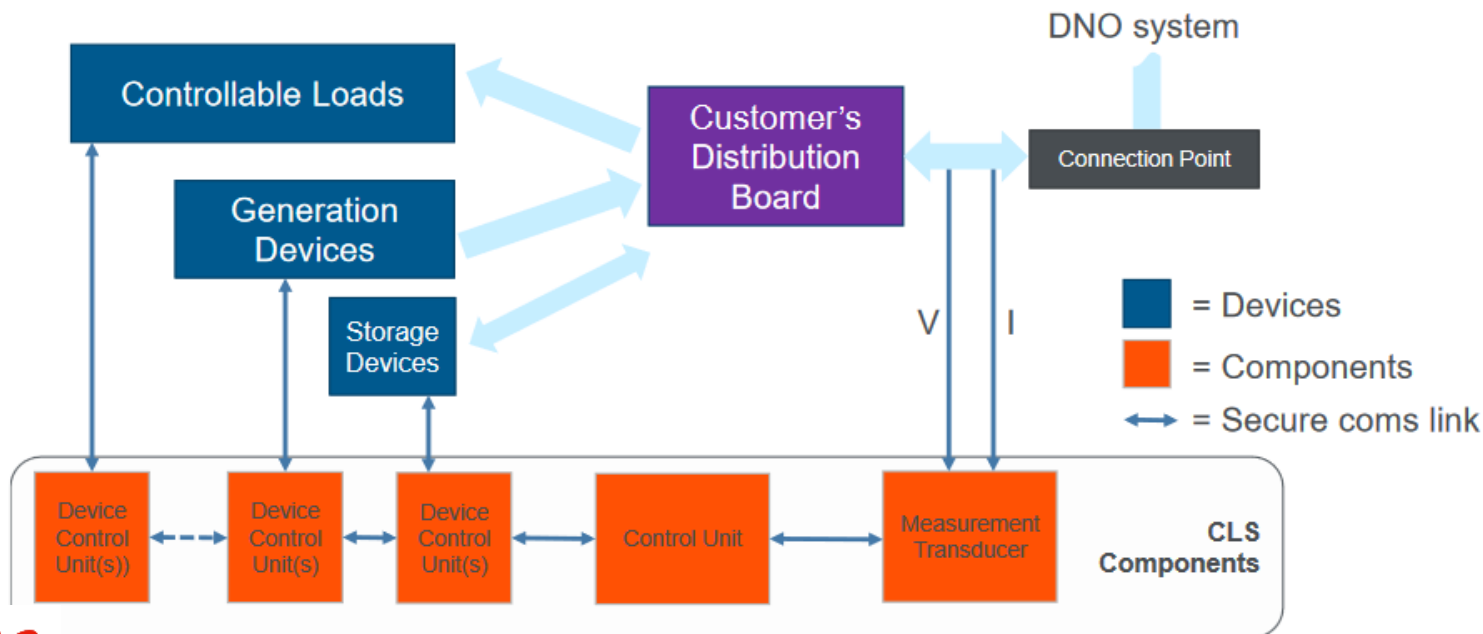 DNO system
Controllable Loads
Customer's
Distribution
Board
Connection Point
Generation
Devices
Storage
Devices
V
I
= Devices
= Components
= Secure coms link
Device
Control
Unit(s))
Device
Control
Unit(s)
Device
Control
Unit(s)
Control Unit
Measurement
Transducer
CLS
Components